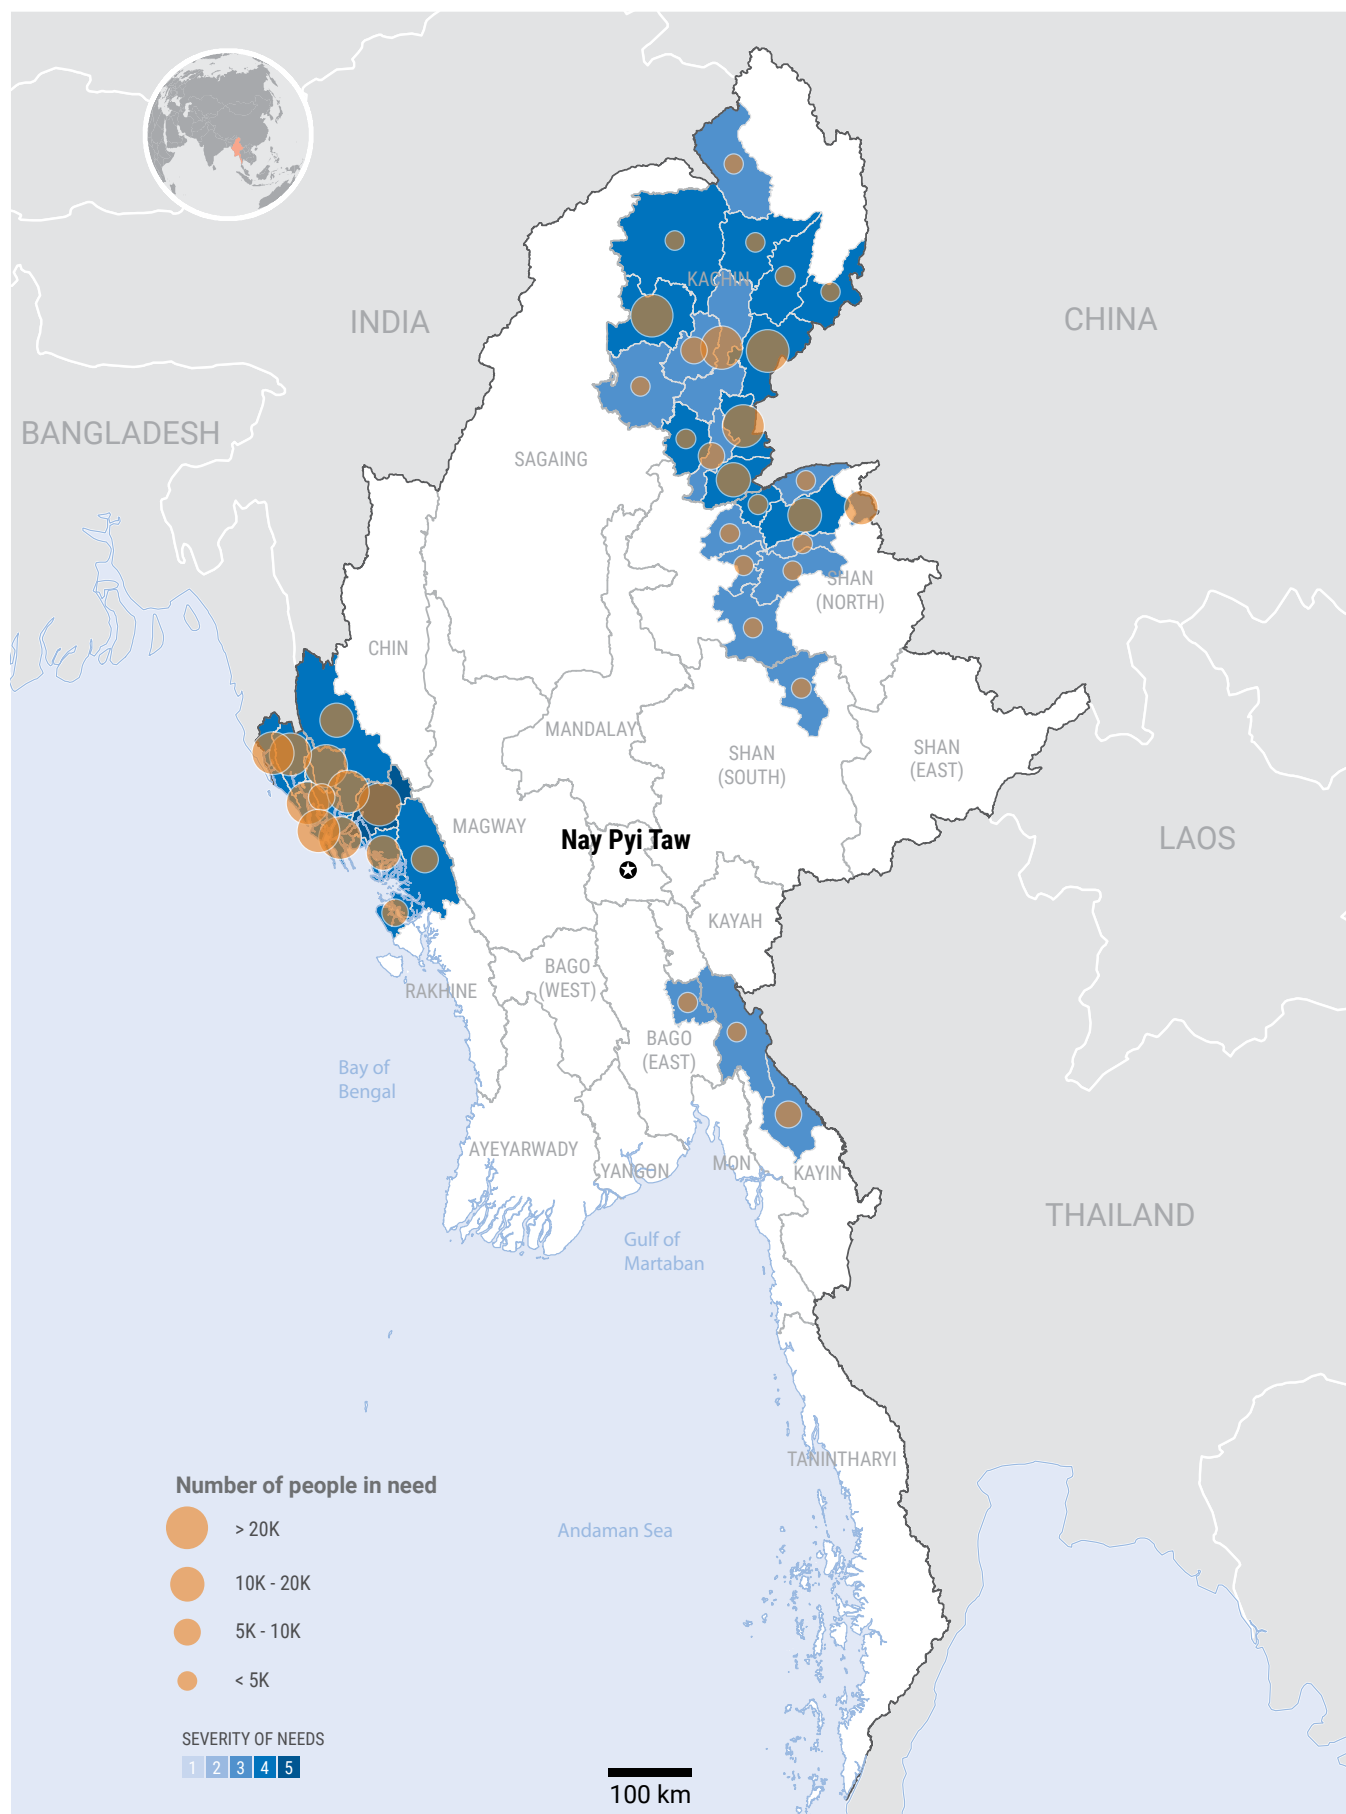 KACHIN
INDIA
CHINA
BANGLADESH
SAGAING
SHAN
(NORTH)
CHIN
MANDALAY
SHAN
(SOUTH)
SHAN
(EAST)
MAGWAY
Nay Pyi Taw
LAOS
KAYAH
BAGO
(WEST)
RAKHINE
BAGO
(EAST)
Bay of
Bengal
AYEYARWADY
YANGON
MON
KAYIN
THAILAND
Gulf of
Martaban
TANINTHARYI
Andaman Sea
Number of people in need
> 20K
10K - 20K
5K - 10K
< 5K
SEVERITY OF NEEDS
1 2 3 4 5
100 km